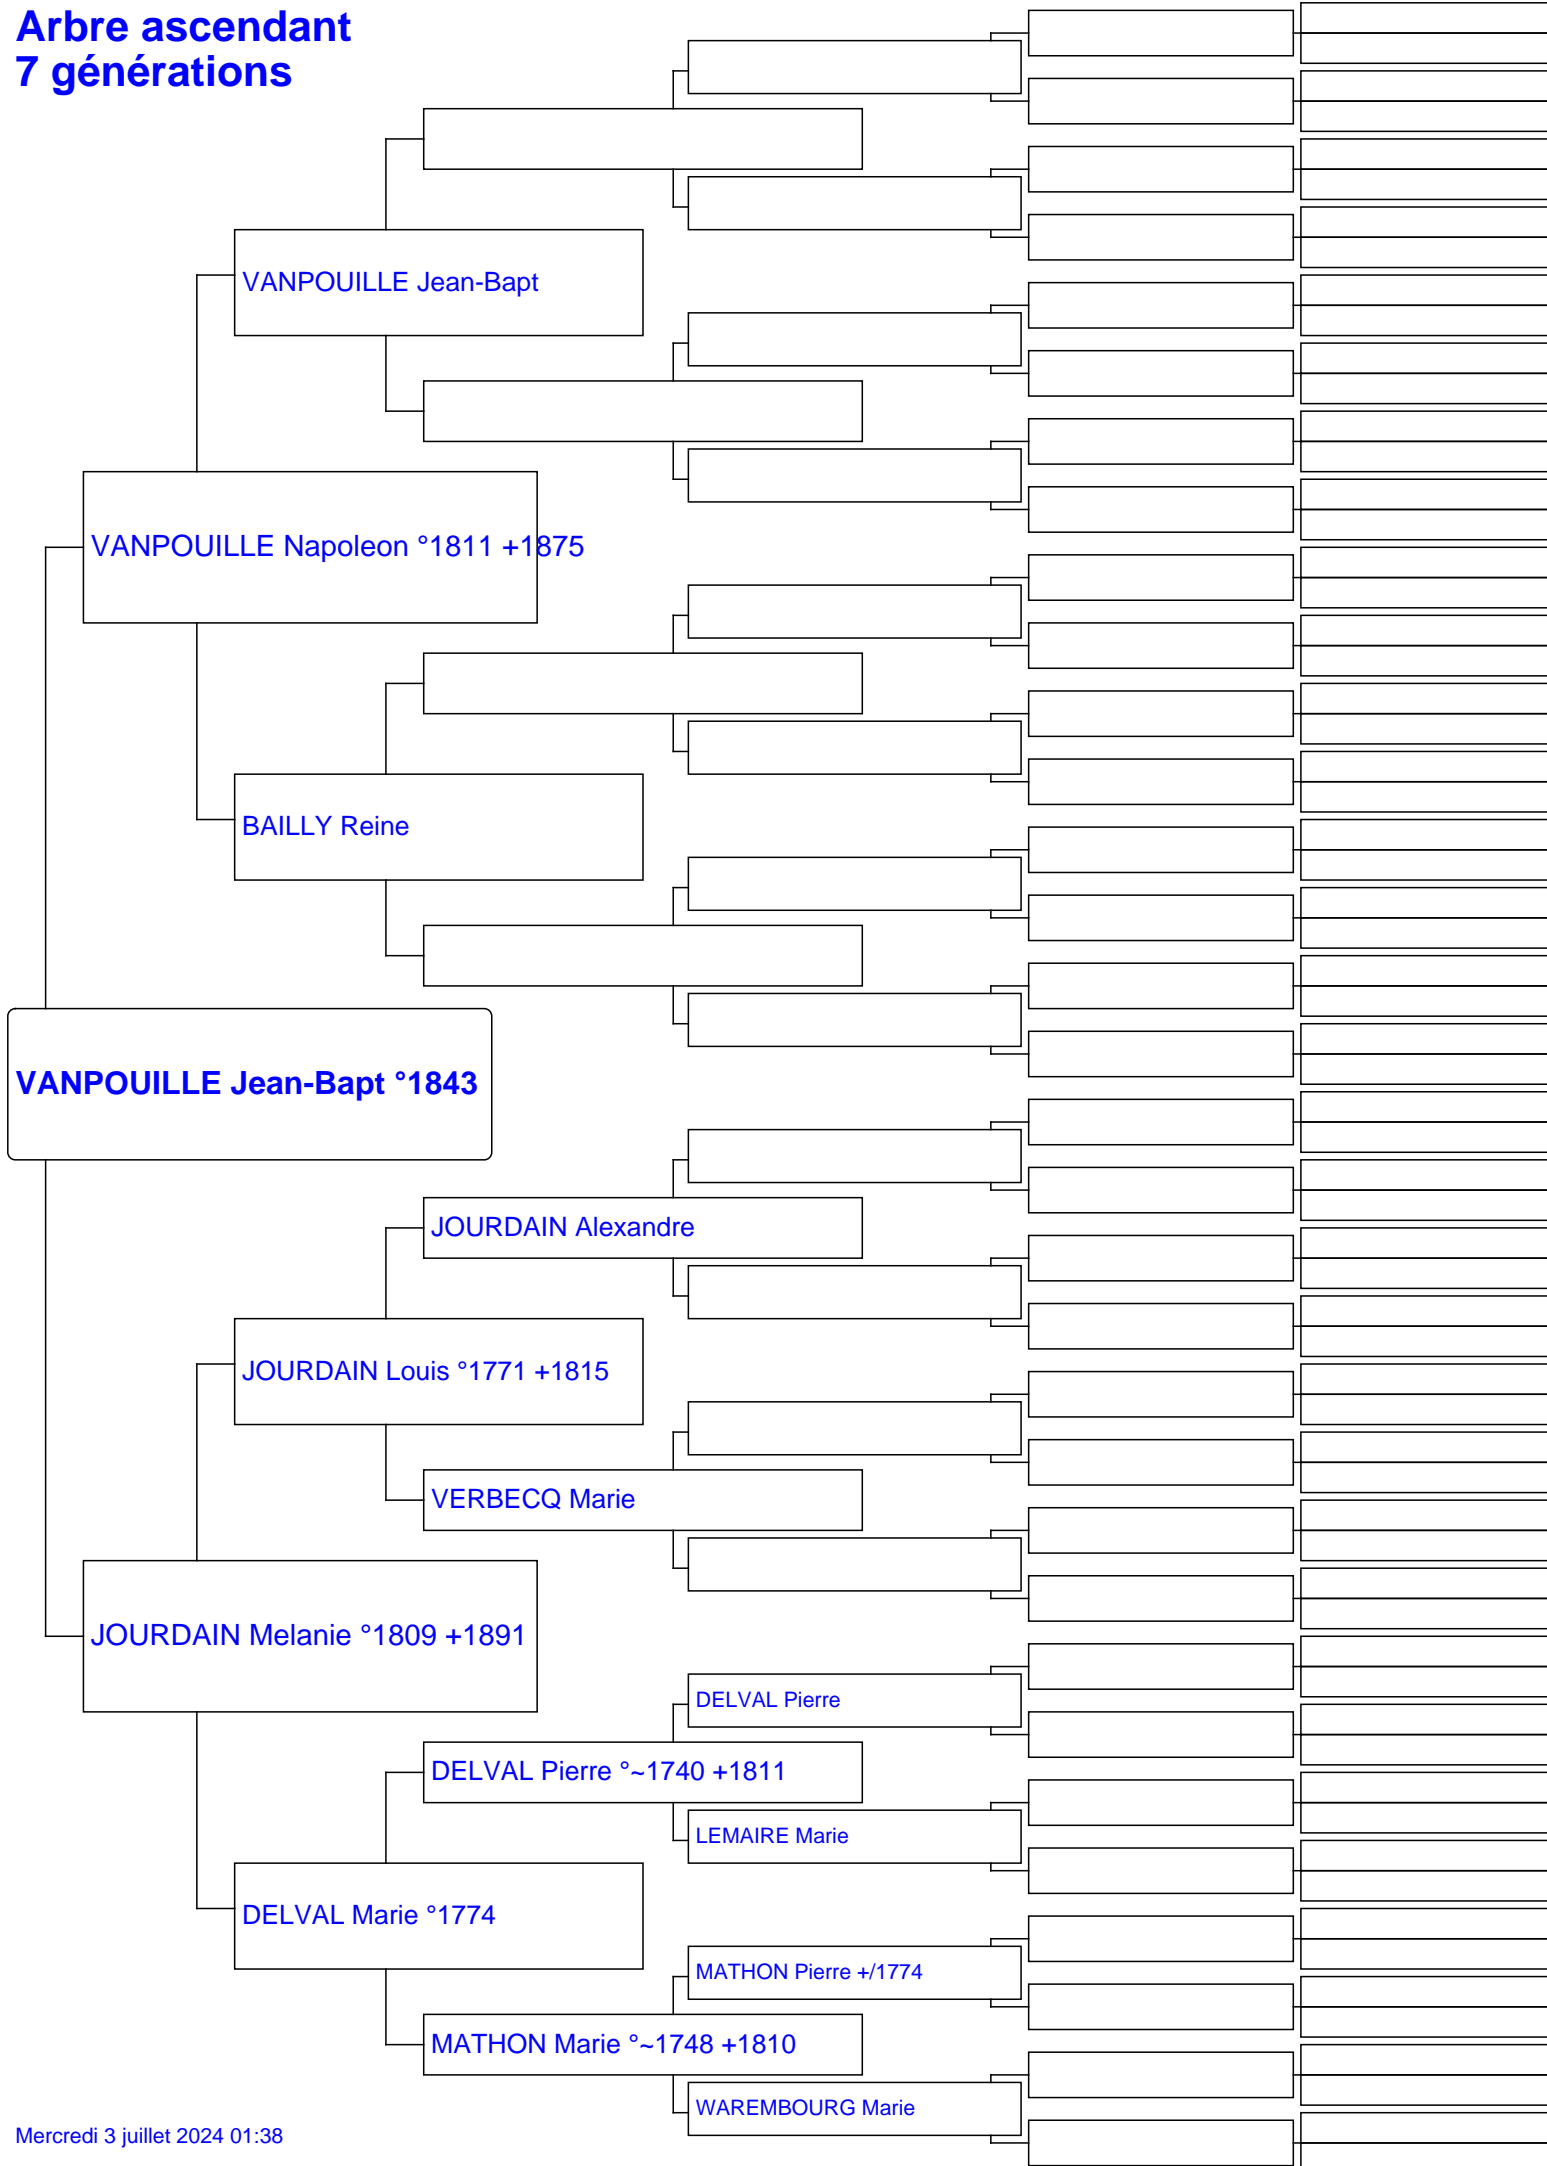 Arbre ascendant
7 générations
VANPOUILLE Jean-Bapt
VANPOUILLE Napoleon °1811 +1875
BAILLY Reine
VANPOUILLE Jean-Bapt °1843
JOURDAIN Alexandre
JOURDAIN Louis °1771 +1815
VERBECQ Marie
JOURDAIN Melanie °1809 +1891
DELVAL Pierre
DELVAL Pierre °~1740 +1811
LEMAIRE Marie
DELVAL Marie °1774
MATHON Pierre +/1774
MATHON Marie °~1748 +1810
WAREMBOURG Marie
Mercredi 3 juillet 2024 01:38